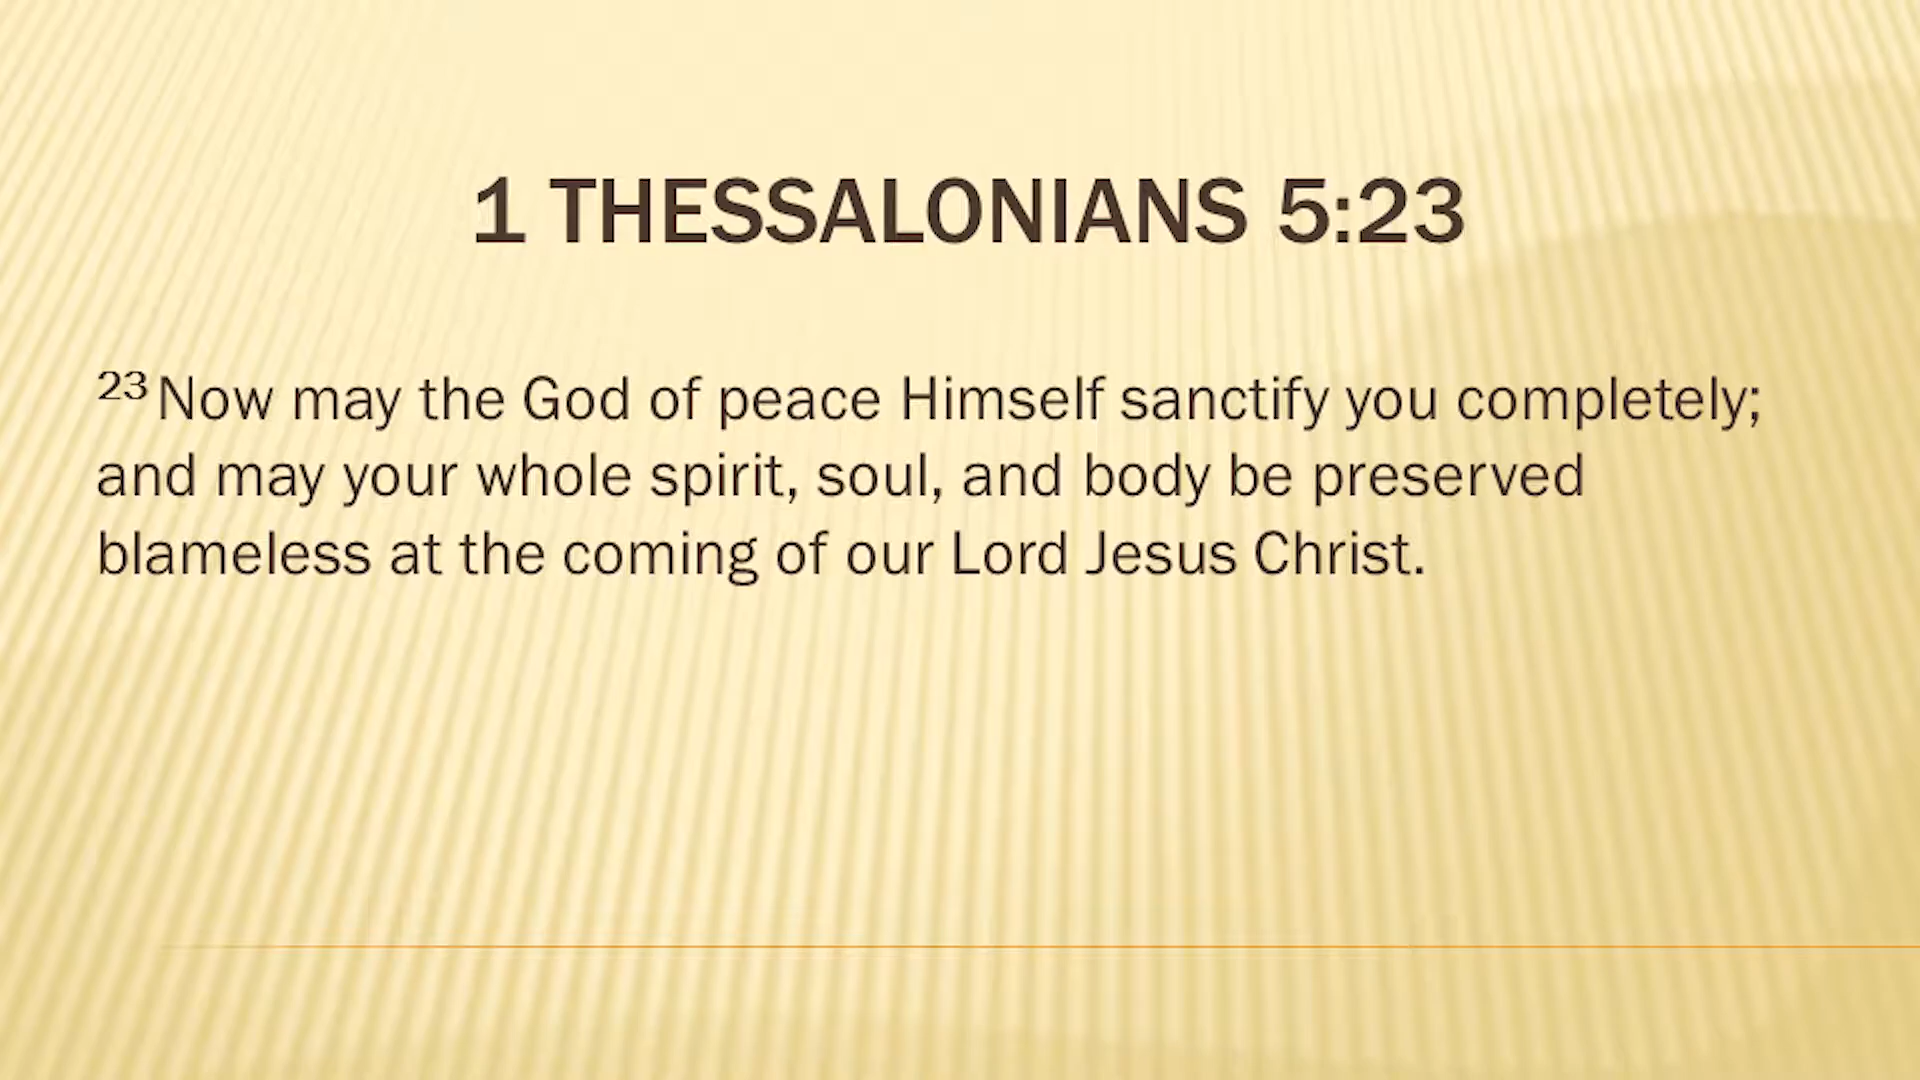 1 THESSALONIANS 5:23
23 Now may the God of peace Himself sanctify you completely;
and may your whole spirit, soul, and body be preserved
blameless at the coming of our Lord Jesus Christ.